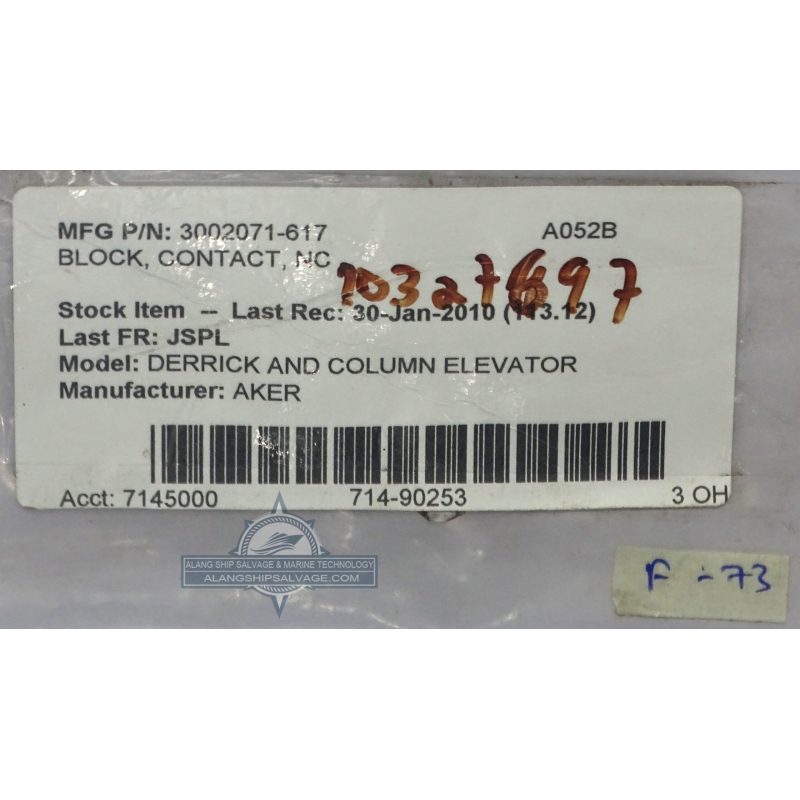 MFG P/N: 3002071-617 A052B
BLOCK, CONTACT, NC
Stock Item -- Last Rec: 30-Jan-2010 (113.12)
Last FR: JSPL
Model: DERRICK AND COLUMN ELEVATOR
Manufacturer: AKER
Acct: 7145000 714-90253 3 OH
ALANG SHIP SALVAGE & MARINE TECHNOLOGY
ALANGSHIPSALVAGE.COM
F-73